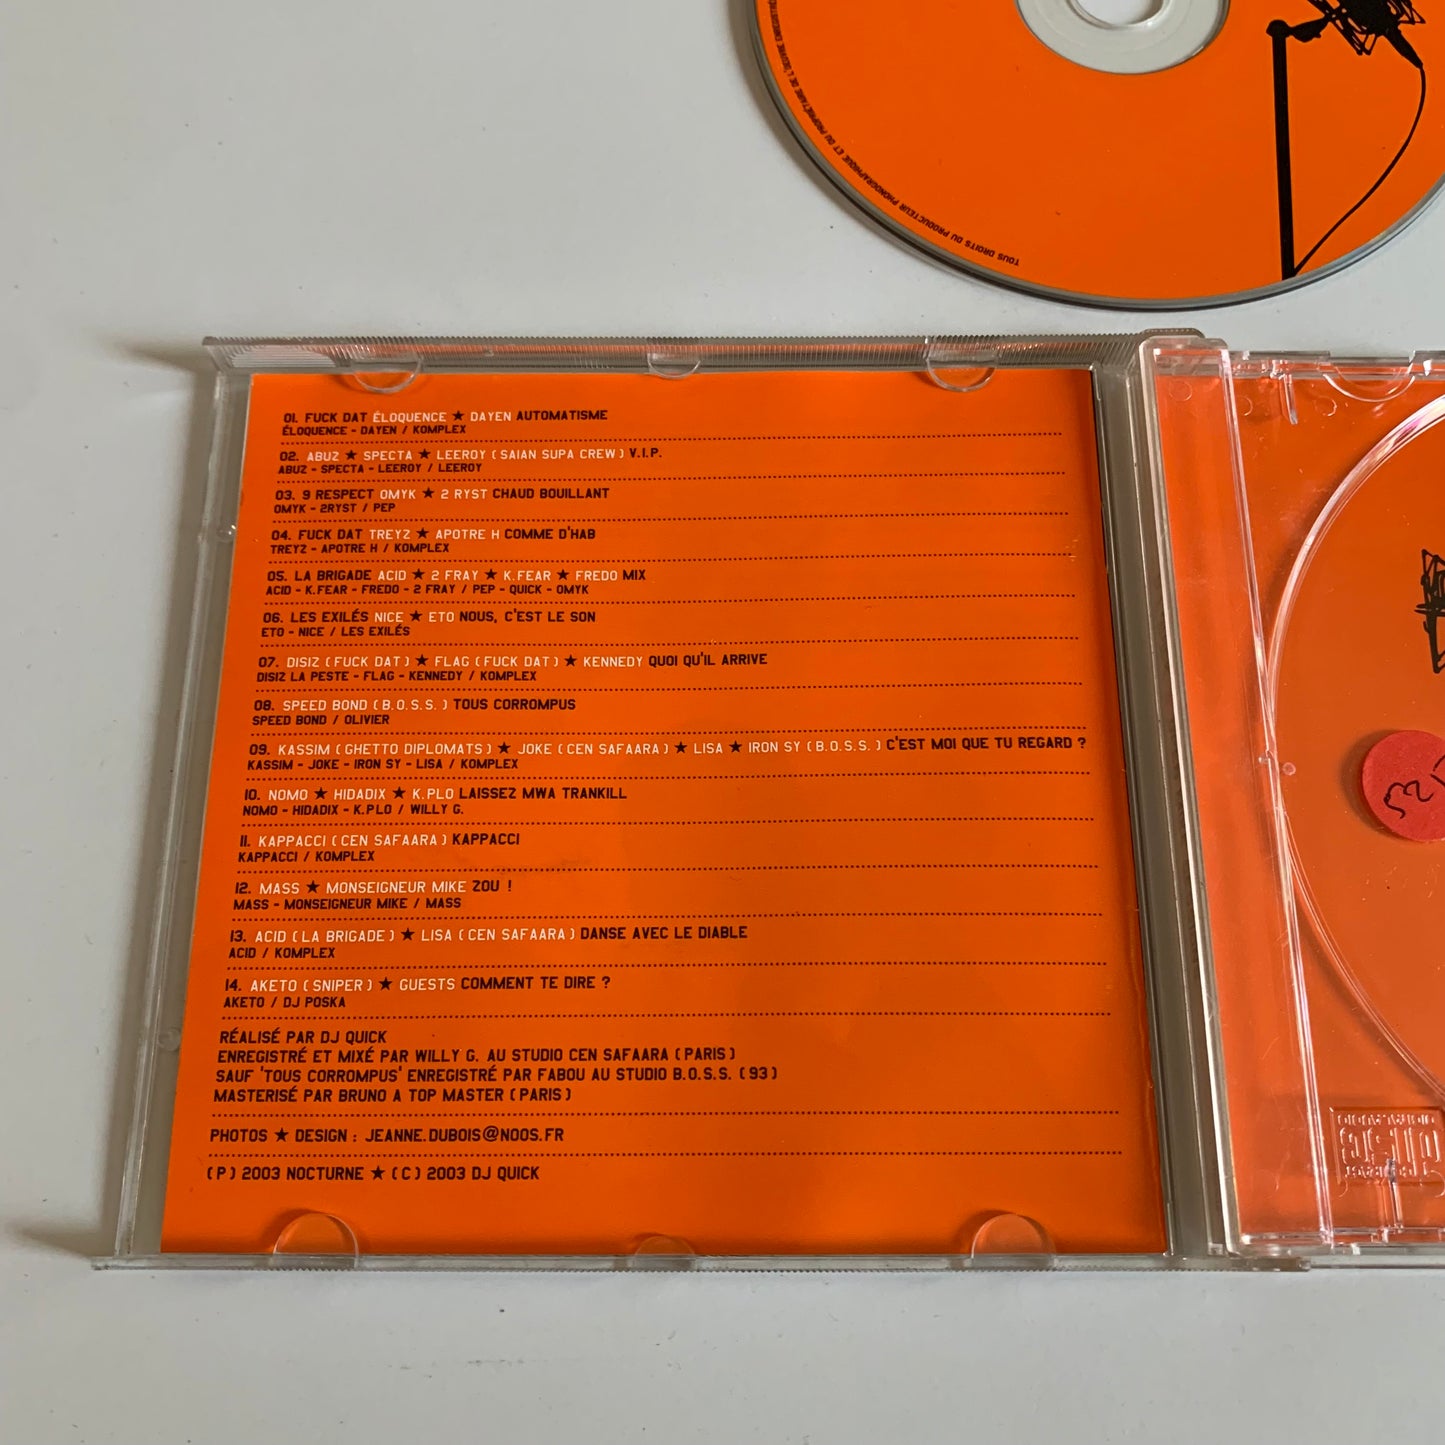 TOUS DROITS DU PRODUCTEUR PHONOGRAPHIQUE ET DU PROPRIÉTAIRE DE L'OEUVRE ENREGISTRÉE
01. FUCK DAT ÉLOQUENCE ★ DAYEN AUTOMATISME
ÉLOQUENCE - DAYEN / KOMPLEX
02. ABUZ ★ SPECTA ★ LEEROY (SAIAN SUPA CREW) V.I.P.
ABUZ - SPECTA - LEEROY / LEEROY
03. 9 RESPECT OMYK ★ 2 RYST CHAUD BOUILLANT
OMYK - 2RYST / PEP
04. FUCK DAT TREYZ ★ APOTRE H COMME D'HAB
TREYZ - APOTRE H / KOMPLEX
05. LA BRIGADE ACID ★ 2 FRAY ★ K.FEAR ★ FREDO MIX
ACID - K.FEAR - FREDO - 2 FRAY / PEP - QUICK - OMYK
06. LES EXILÉS NICE ★ ETO NOUS, C'EST LE SON
ETO - NICE / LES EXILÉS
07. DISIZ (FUCK DAT) ★ FLAG (FUCK DAT) ★ KENNEDY QUOI QU'IL ARRIVE
DISIZ LA PESTE - FLAG - KENNEDY / KOMPLEX
08. SPEED BOND (B.O.S.S.) TOUS CORROMPUS
SPEED BOND / OLIVIER
09. KASSIM (GHETTO DIPLOMATS) ★ JOKE (CEN SAFAARA) ★ LISA ★ IRON SY (B.O.S.S.) C'EST MOI QUE TU REGARD ?
KASSIM - JOKE - IRON SY - LISA / KOMPLEX
10. NOMO ★ HIDADIX ★ K.PLO LAISSEZ MWA TRANKILL
NOMO - HIDADIX - K.PLO / WILLY G.
11. KAPPACCI (CEN SAFAARA) KAPPACCI
KAPPACCI / KOMPLEX
12. MASS ★ MONSEIGNEUR MIKE ZOU !
MASS - MONSEIGNEUR MIKE / MASS
13. ACID (LA BRIGADE) ★ LISA (CEN SAFAARA) DANSE AVEC LE DIABLE
ACID / KOMPLEX
14. AKETO (SNIPER) ★ GUESTS COMMENT TE DIRE ?
AKETO / DJ POSKA
RÉALISÉ PAR DJ QUICK
ENREGISTRÉ ET MIXÉ PAR WILLY G. AU STUDIO CEN SAFAARA (PARIS)
SAUF 'TOUS CORROMPUS' ENREGISTRÉ PAR FABOU AU STUDIO B.O.S.S. (93)
MASTERISÉ PAR BRUNO A TOP MASTER (PARIS)
PHOTOS ★ DESIGN : JEANNE.DUBOIS@NOOS.FR
(P) 2003 NOCTURNE ★ (C) 2003 DJ QUICK